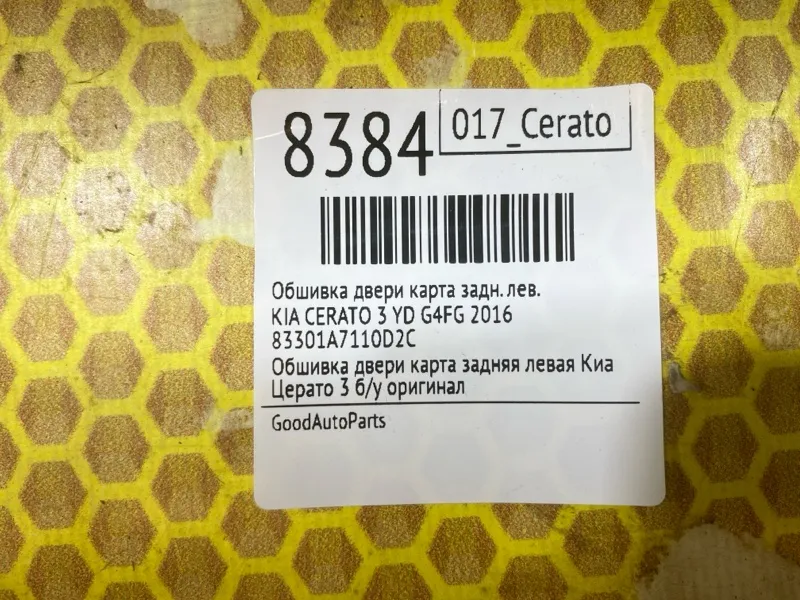 8384
017_Cerato
Обшивка двери карта задн. лев.
KIA CERATO 3 YD G4FG 2016
83301A7110D2C
Обшивка двери карта задняя левая Киа
Церато 3 б/у оригинал
GoodAutoParts